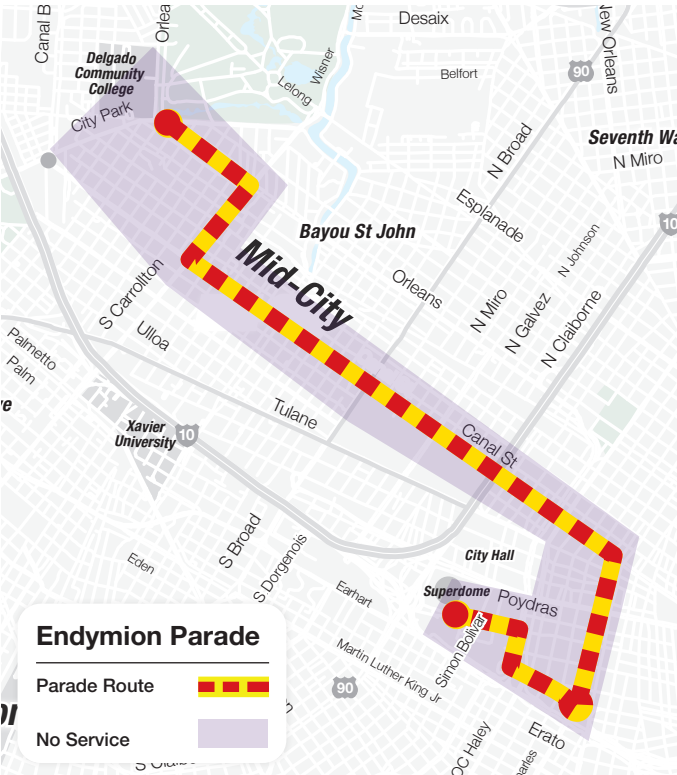 Canal B
Orlea
Mc
Desaix
New Orleans
Delgado
Community
College
Wisner
Lelong
Belfort
90
City Park
N Broad
Seventh Wa
N Miro
Esplanade
10
Bayou St John
N Johnson
Mid-City
Orleans
S Carrollton
N Miro
N Galvez
N Claiborne
Ulloa
Palmetto
Palm
e
Tulane
Xavier
University
10
Canal St
S Broad
City Hall
Eden
S Dorgenois
Earhart
Superdome
Poydras
Simon Bolivar
Martin Luther King Jr
90
Erato
OC Haley
arles
Endymion Parade
Parade Route
No Service
or
n